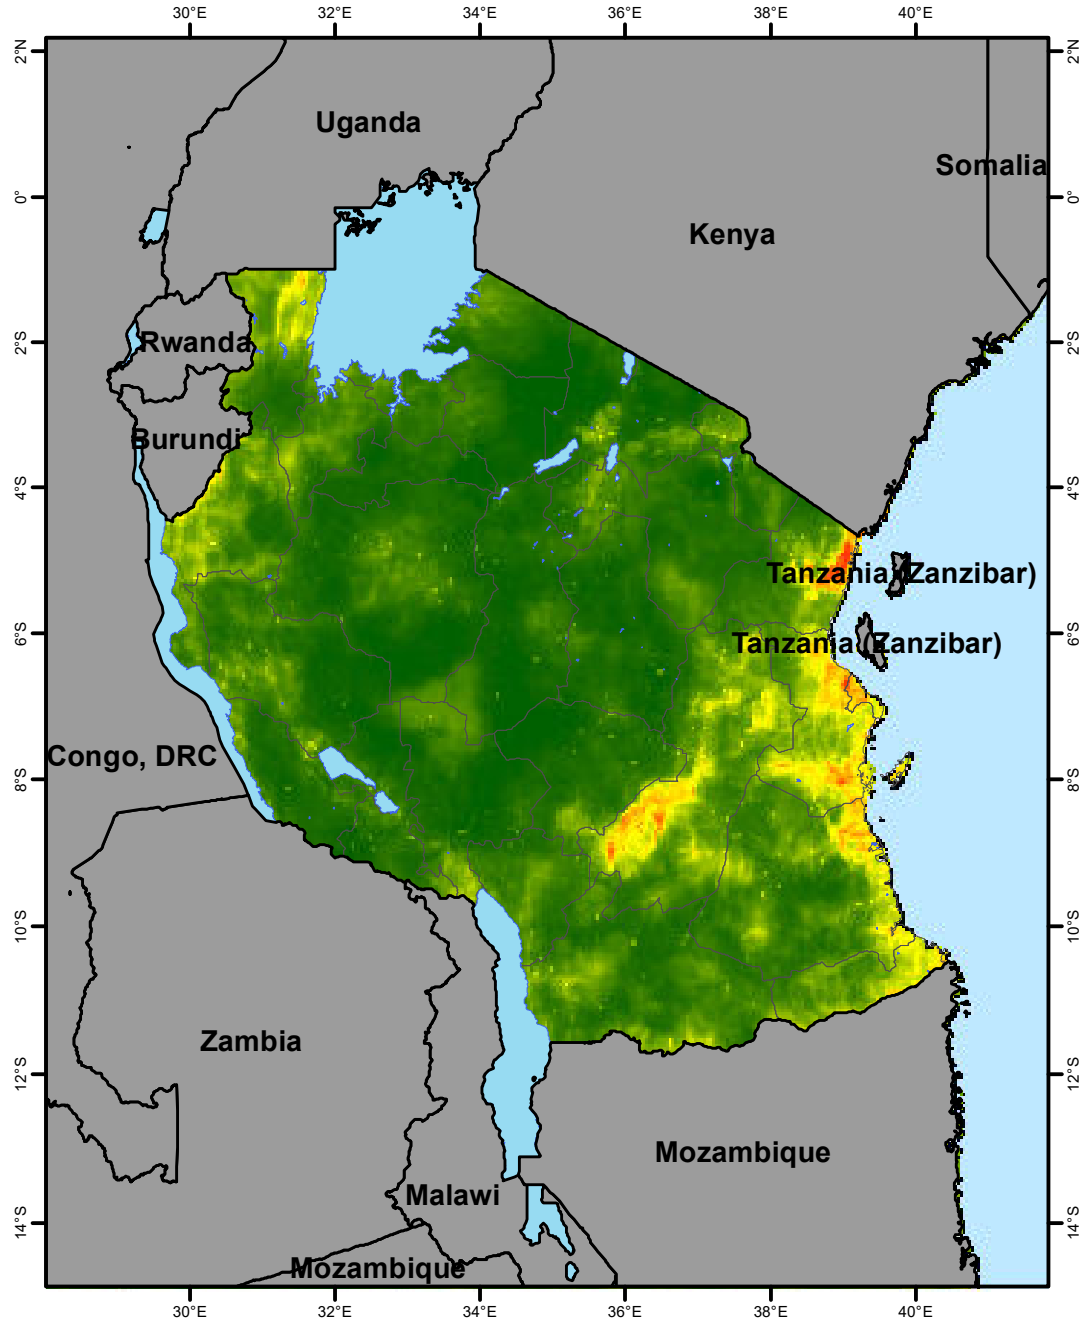 30°E 32°E 34°E 36°E 38°E 40°E
2°N 2°N
Uganda
Somalia
0° 0°
Kenya
Rwanda
2°S 2°S
Burundi
4°S 4°S
Tanzania (Zanzibar)
6°S 6°S
Tanzania (Zanzibar)
Congo, DRC
8°S 8°S
10°S 10°S
Zambia
12°S 12°S
Mozambique
Malawi
14°S 14°S
Mozambique
30°E 32°E 34°E 36°E 38°E 40°E